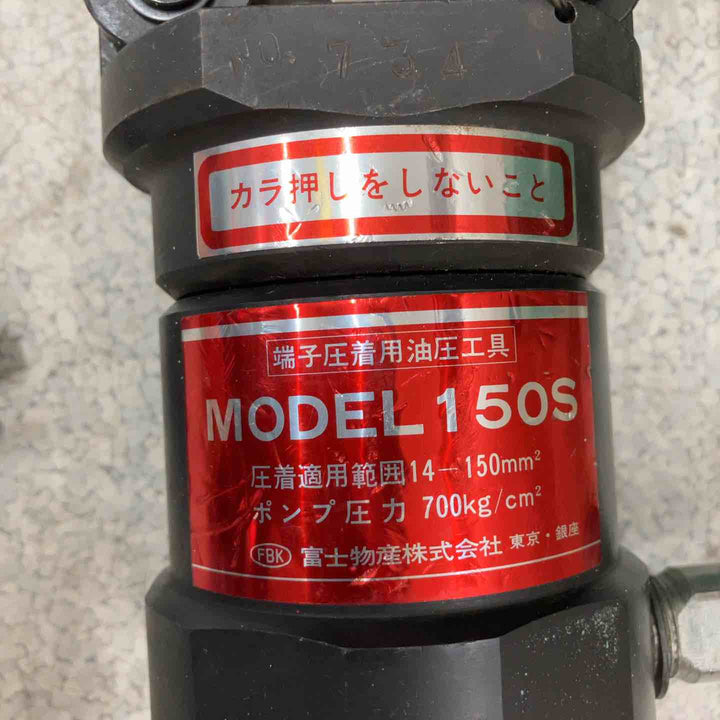 NO. 734
カラ押しをしないこと
端子圧着用油圧工具
MODEL 150S
圧着適用範囲14－150mm²
ポンプ圧力 700kg/cm²
FBK 富士物産株式会社 東京・銀座